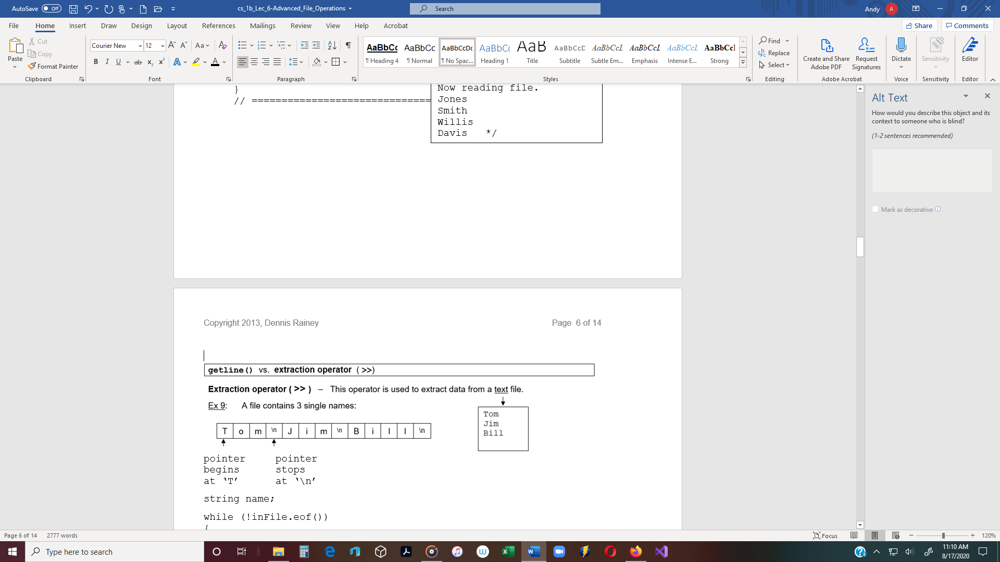 AutoSave Off
cs_1b_Lec_6-Advanced_File_Operations
Search
Andy A
File Home Insert Draw Design Layout References Mailings Review View Help Acrobat
Share Comments
Paste
Cut
Copy
Format Painter
Clipboard
Courier New 12
Font
Paragraph
AaBbCc AaBbCc AaBbCcDc AaBbCc AaB AaBbCcD AaBbCcL AaBbCcL AaBbCcL AaBbCcl
¶ Heading 4 ¶ Normal ¶ No Spac... Heading 1 Title Subtitle Subtle Em... Emphasis Intense E... Strong
Styles
Find
Replace
Select
Editing
Create and Share Adobe PDF
Request Signatures
Adobe Acrobat
Dictate
Voice
Sensitivity
Sensitivity
Editor
Editor
}
// ==============================
Now reading file.
Jones
Smith
Willis
Davis */
Copyright 2013, Dennis Rainey
Page 6 of 14
getline() vs. extraction operator ( >>)
Extraction operator ( >> ) – This operator is used to extract data from a text file.
Ex 9: A file contains 3 single names:
T o m \n J i m \n B i l l \n
Tom
Jim
Bill
pointer pointer
begins stops
at ‘T’ at ‘\n’
string name;
while (!inFile.eof())
{
Alt Text
How would you describe this object and its
context to someone who is blind?
(1-2 sentences recommended)
Mark as decorative
Page 6 of 14 2777 words
Focus
120%
Type here to search
11:10 AM
8/17/2020